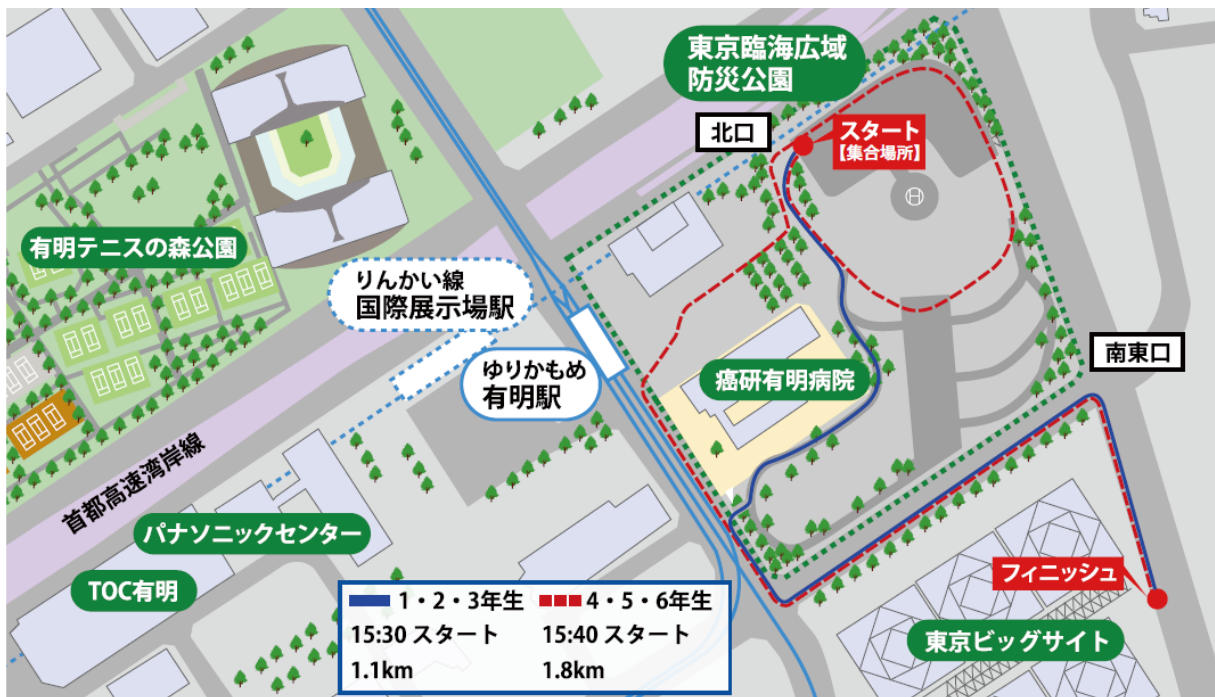 東京臨海広域
防災公園
北口
スタート
【集合場所】
H
有明テニスの森公園
りんかい線
国際展示場駅
ゆりかもめ
有明駅
癌研有明病院
南東口
首都高速湾岸線
パナソニックセンター
TOC有明
フィニッシュ
東京ビッグサイト
1・2・3年生
15:30 スタート
1.1km
4・5・6年生
15:40 スタート
1.8km